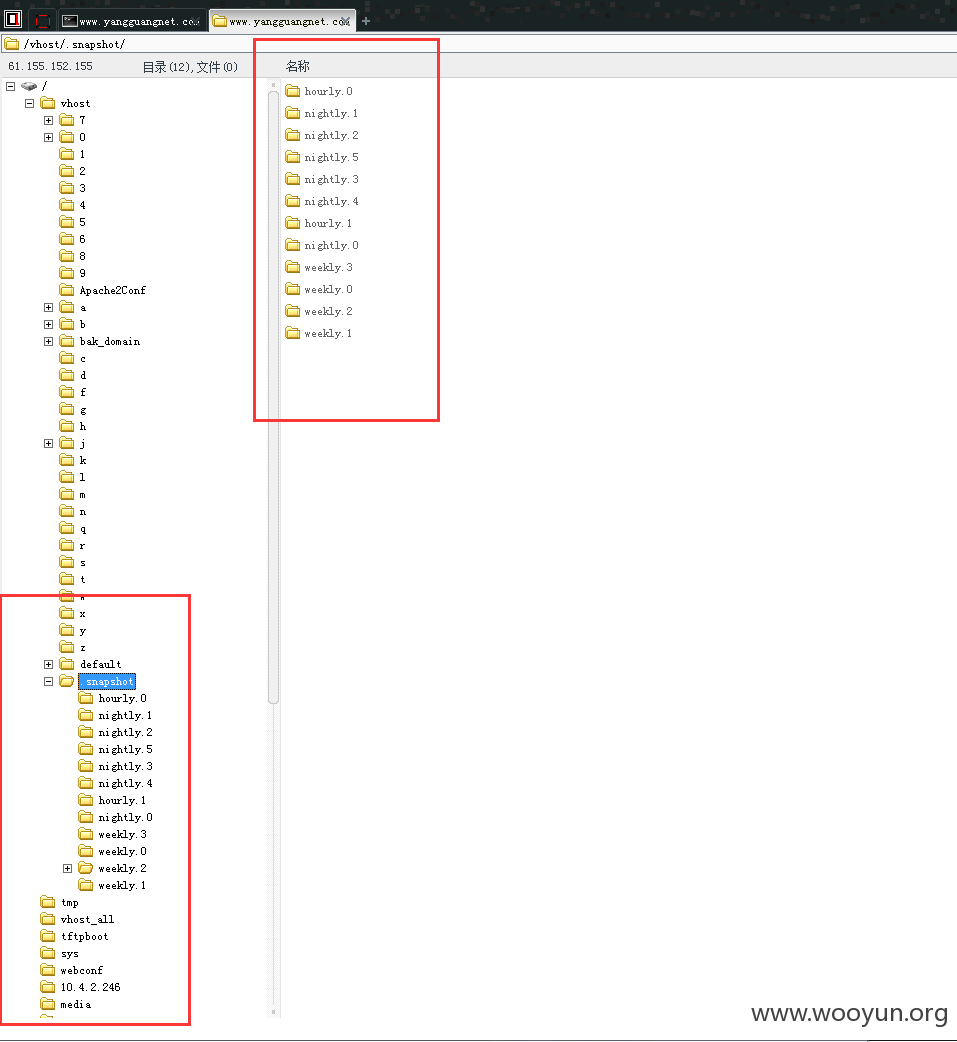 www.yangguangnet.co
www.yangguangnet.co
/vhost/.snapshot/
61.155.152.155 目录(12),文件(0) 名称
/
vhost
7
0
1
2
3
4
5
6
8
9
Apache2Conf
a
b
bak_domain
c
d
f
g
h
j
k
l
m
n
q
r
s
t
x
y
z
default
.snapshot
hourly.0
nightly.1
nightly.2
nightly.5
nightly.3
nightly.4
hourly.1
nightly.0
weekly.3
weekly.0
weekly.2
weekly.1
tmp
vhost_all
tftpboot
sys
webconf
10.4.2.246
media
hourly.0
nightly.1
nightly.2
nightly.5
nightly.3
nightly.4
hourly.1
nightly.0
weekly.3
weekly.0
weekly.2
weekly.1
www.wooyun.org